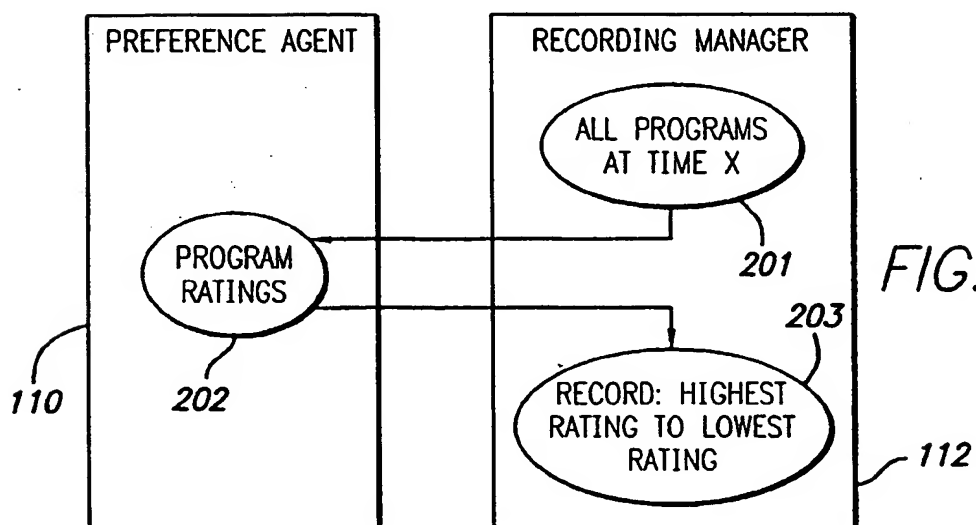 PREFERENCE AGENT
RECORDING MANAGER
ALL PROGRAMS
AT TIME X
201
PROGRAM
RATINGS
202
FIG.
203
RECORD: HIGHEST
RATING TO LOWEST
RATING
110
112